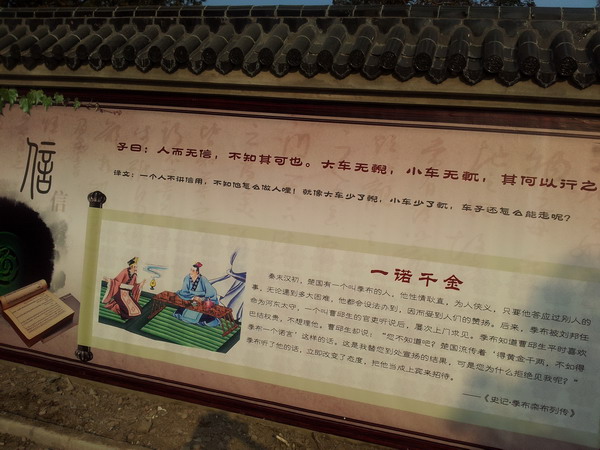 信
信
子曰：人而无信，不知其可也。大车无輗，小车无軏，其何以行之
译文：一个人不讲信用，不知他怎么做人哩！就像大车少了輗，小车少了軏，车子还怎么能走呢？
一诺千金
秦末汉初，楚国有一个叫季布的人，他性情耿直，为人侠义，只要他答应过别人的
事，无论遇到多大困难，他都会设法办到，因而受到人们的赞扬，后来，季布被刘邦任
命为河东太守，一个叫曹邱生的官吏听说后，屡次上门求见，季布知道曹邱生平时喜欢
巴结权贵，不想理他，曹邱生却说："您不知道吧？楚国流传着'得黄金千两，不如得
季布一个诺言'这样的话，这是我替您到处宣扬的结果，可是您为什么拒绝见我呢？"
季布听了他的话，立即改变了态度，把他当成上宾来招待。
——《史记·季布栾布列传》